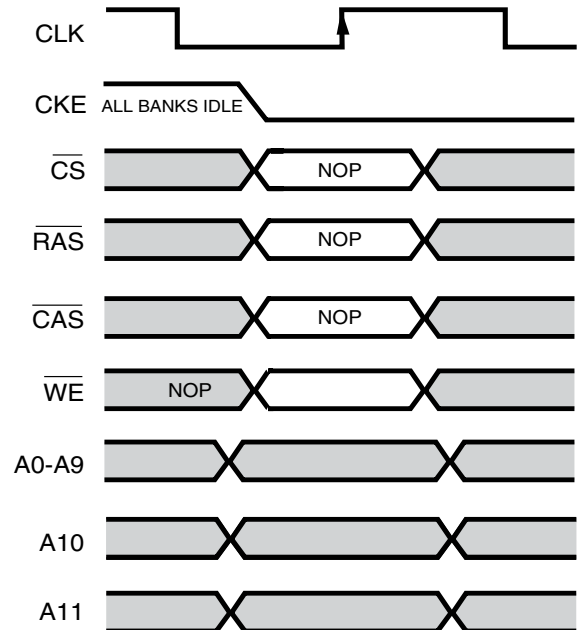 CLK
CKE ALL BANKS IDLE
CS NOP
RAS NOP
CAS NOP
WE NOP
A0-A9
A10
A11